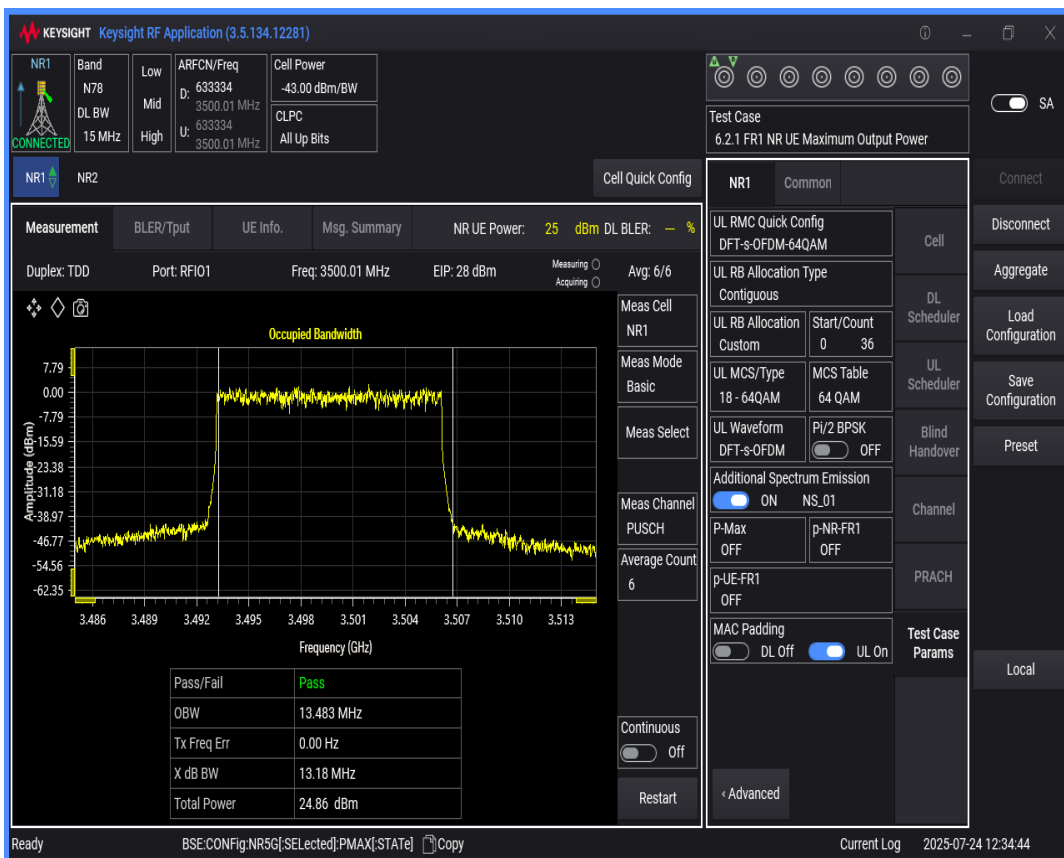 KEYSIGHT Keysight RF Application (3.5.134.12281)
NR1
CONNECTED
Band
N78
DL BW
15 MHz
Low
Mid
High
ARFCN/Freq
D: 633334
3500.01 MHz
U: 633334
3500.01 MHz
Cell Power
-43.00 dBm/BW
CLPC
All Up Bits
Test Case
6.2.1 FR1 NR UE Maximum Output Power
SA
NR1 NR2 Cell Quick Config
Measurement BLER/Tput UE Info. Msg. Summary NR UE Power: 25 dBm DL BLER: — %
Duplex: TDD Port: RFIO1 Freq: 3500.01 MHz EIP: 28 dBm Measuring Acquiring Avg: 6/6
Occupied Bandwidth
Amplitude (dBm)
7.79
0.00
-7.79
-15.59
-23.38
-31.18
-38.97
-46.77
-54.56
-62.35
3.486 3.489 3.492 3.495 3.498 3.501 3.504 3.507 3.510 3.513
Frequency (GHz)
Pass/Fail Pass
OBW 13.483 MHz
Tx Freq Err 0.00 Hz
X dB BW 13.18 MHz
Total Power 24.86 dBm
Meas Cell
NR1
Meas Mode
Basic
Meas Select
Meas Channel
PUSCH
Average Count
6
Continuous
Off
Restart
NR1 Common
UL RMC Quick Config
DFT-s-OFDM-64QAM
UL RB Allocation Type
Contiguous
UL RB Allocation
Custom
Start/Count
0 36
UL MCS/Type
18 - 64QAM
MCS Table
64 QAM
UL Waveform
DFT-s-OFDM
Pi/2 BPSK
OFF
Additional Spectrum Emission
ON NS_01
P-Max
OFF
p-NR-FR1
OFF
p-UE-FR1
OFF
MAC Padding
DL Off UL On
‹ Advanced
Cell
DL
Scheduler
UL
Scheduler
Blind
Handover
Channel
PRACH
Test Case
Params
Connect
Disconnect
Aggregate
Load
Configuration
Save
Configuration
Preset
Local
Ready BSE:CONFig:NR5G[:SELected]:PMAX[:STATe] Copy Current Log 2025-07-24 12:34:44